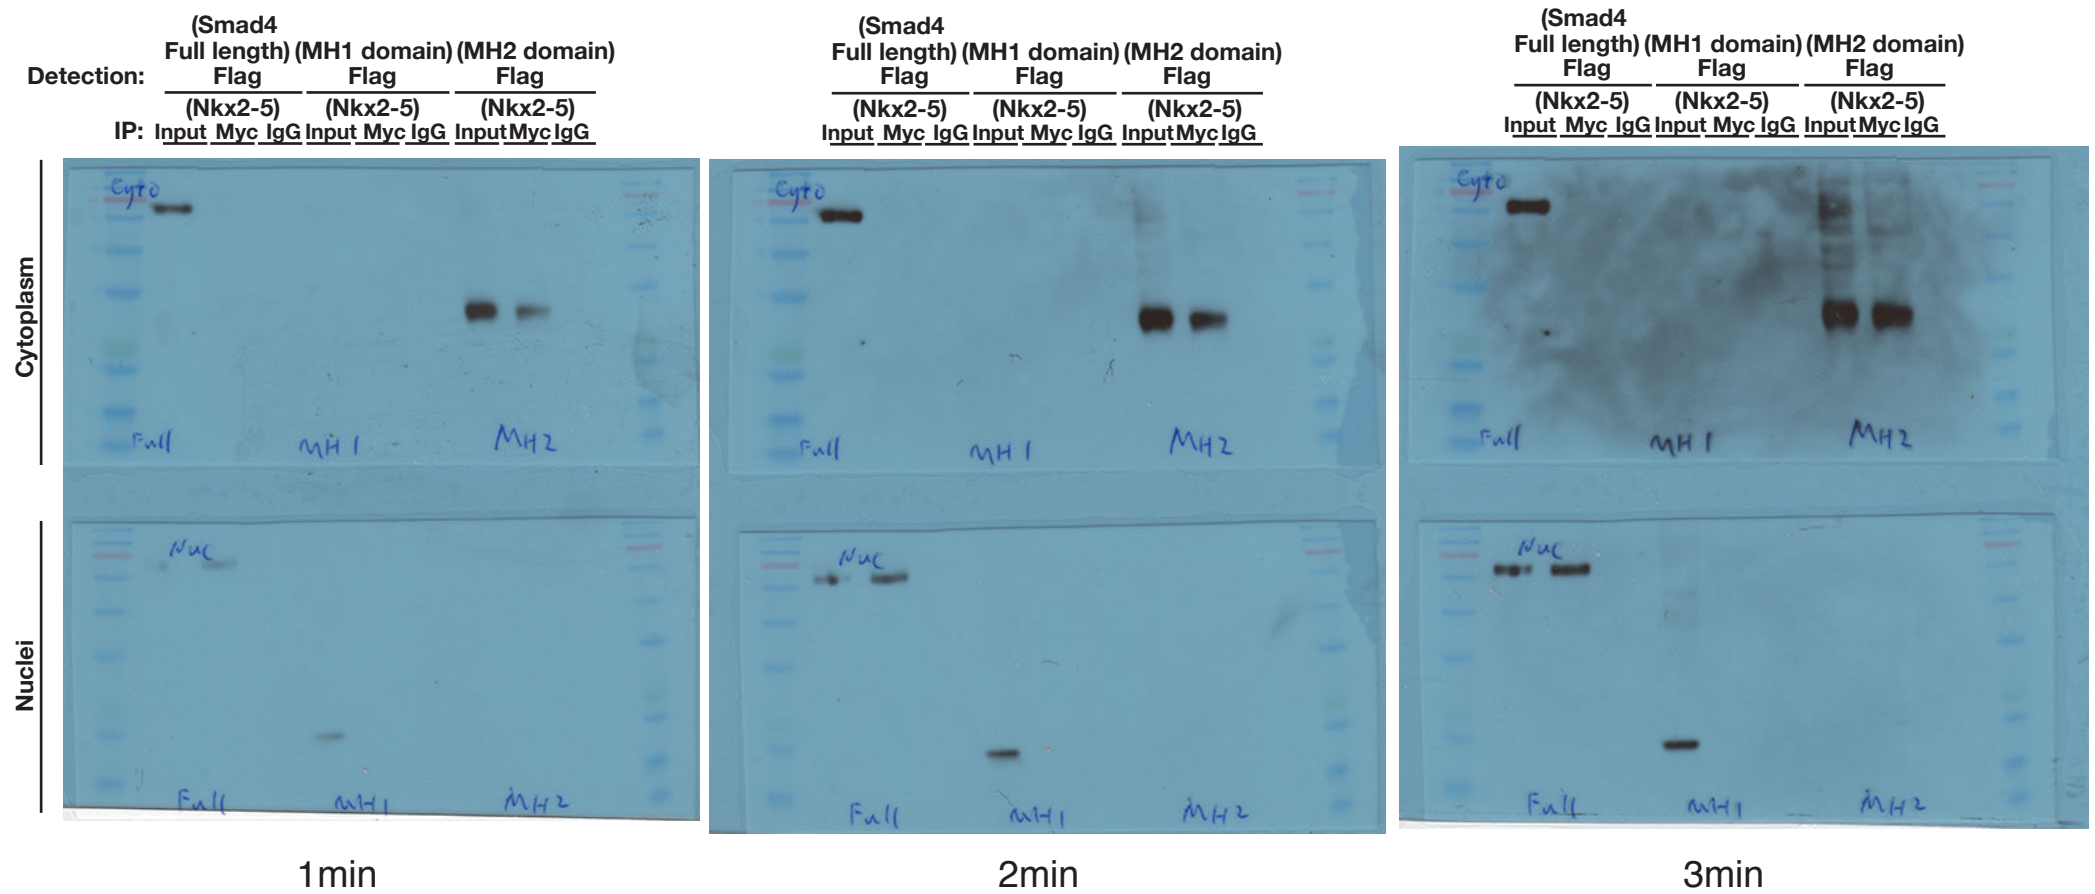 (Smad4
Full length) (MH1 domain) (MH2 domain)
Detection: Flag Flag Flag
(Nkx2-5) (Nkx2-5) (Nkx2-5)
IP: Input Myc IgG Input Myc IgG Input Myc IgG
(Smad4
Full length) (MH1 domain) (MH2 domain)
Flag Flag Flag
(Nkx2-5) (Nkx2-5) (Nkx2-5)
Input Myc IgG Input Myc IgG Input Myc IgG
(Smad4
Full length) (MH1 domain) (MH2 domain)
Flag Flag Flag
(Nkx2-5) (Nkx2-5) (Nkx2-5)
Input Myc IgG Input Myc IgG Input Myc IgG
Cytoplasm
Cyto
Full MH1 MH2
Cyto
Full MH1 MH2
Cyto
Full MH1 MH2
Nuclei
Nuc
Full MH1 MH2
Nuc
Full MH1 MH2
Nuc
Full MH1 MH2
1min
2min
3min